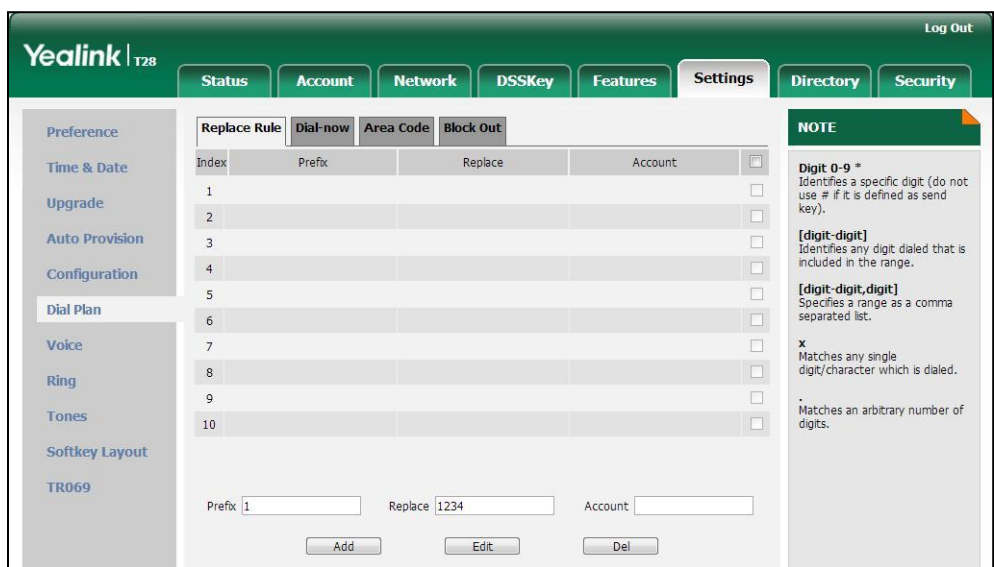 Log Out
Yealink | T28
Status Account Network DSSKey Features Settings Directory Security
Preference
Time & Date
Upgrade
Auto Provision
Configuration
Dial Plan
Voice
Ring
Tones
Softkey Layout
TR069
Replace Rule Dial-now Area Code Block Out
Index Prefix Replace Account
1
2
3
4
5
6
7
8
9
10
Prefix 1 Replace 1234 Account
Add Edit Del
NOTE
Digit 0-9 *
Identifies a specific digit (do not
use # if it is defined as send
key).
[digit-digit]
Identifies any digit dialed that is
included in the range.
[digit-digit,digit]
Specifies a range as a comma
separated list.
x
Matches any single
digit/character which is dialed.
.
Matches an arbitrary number of
digits.